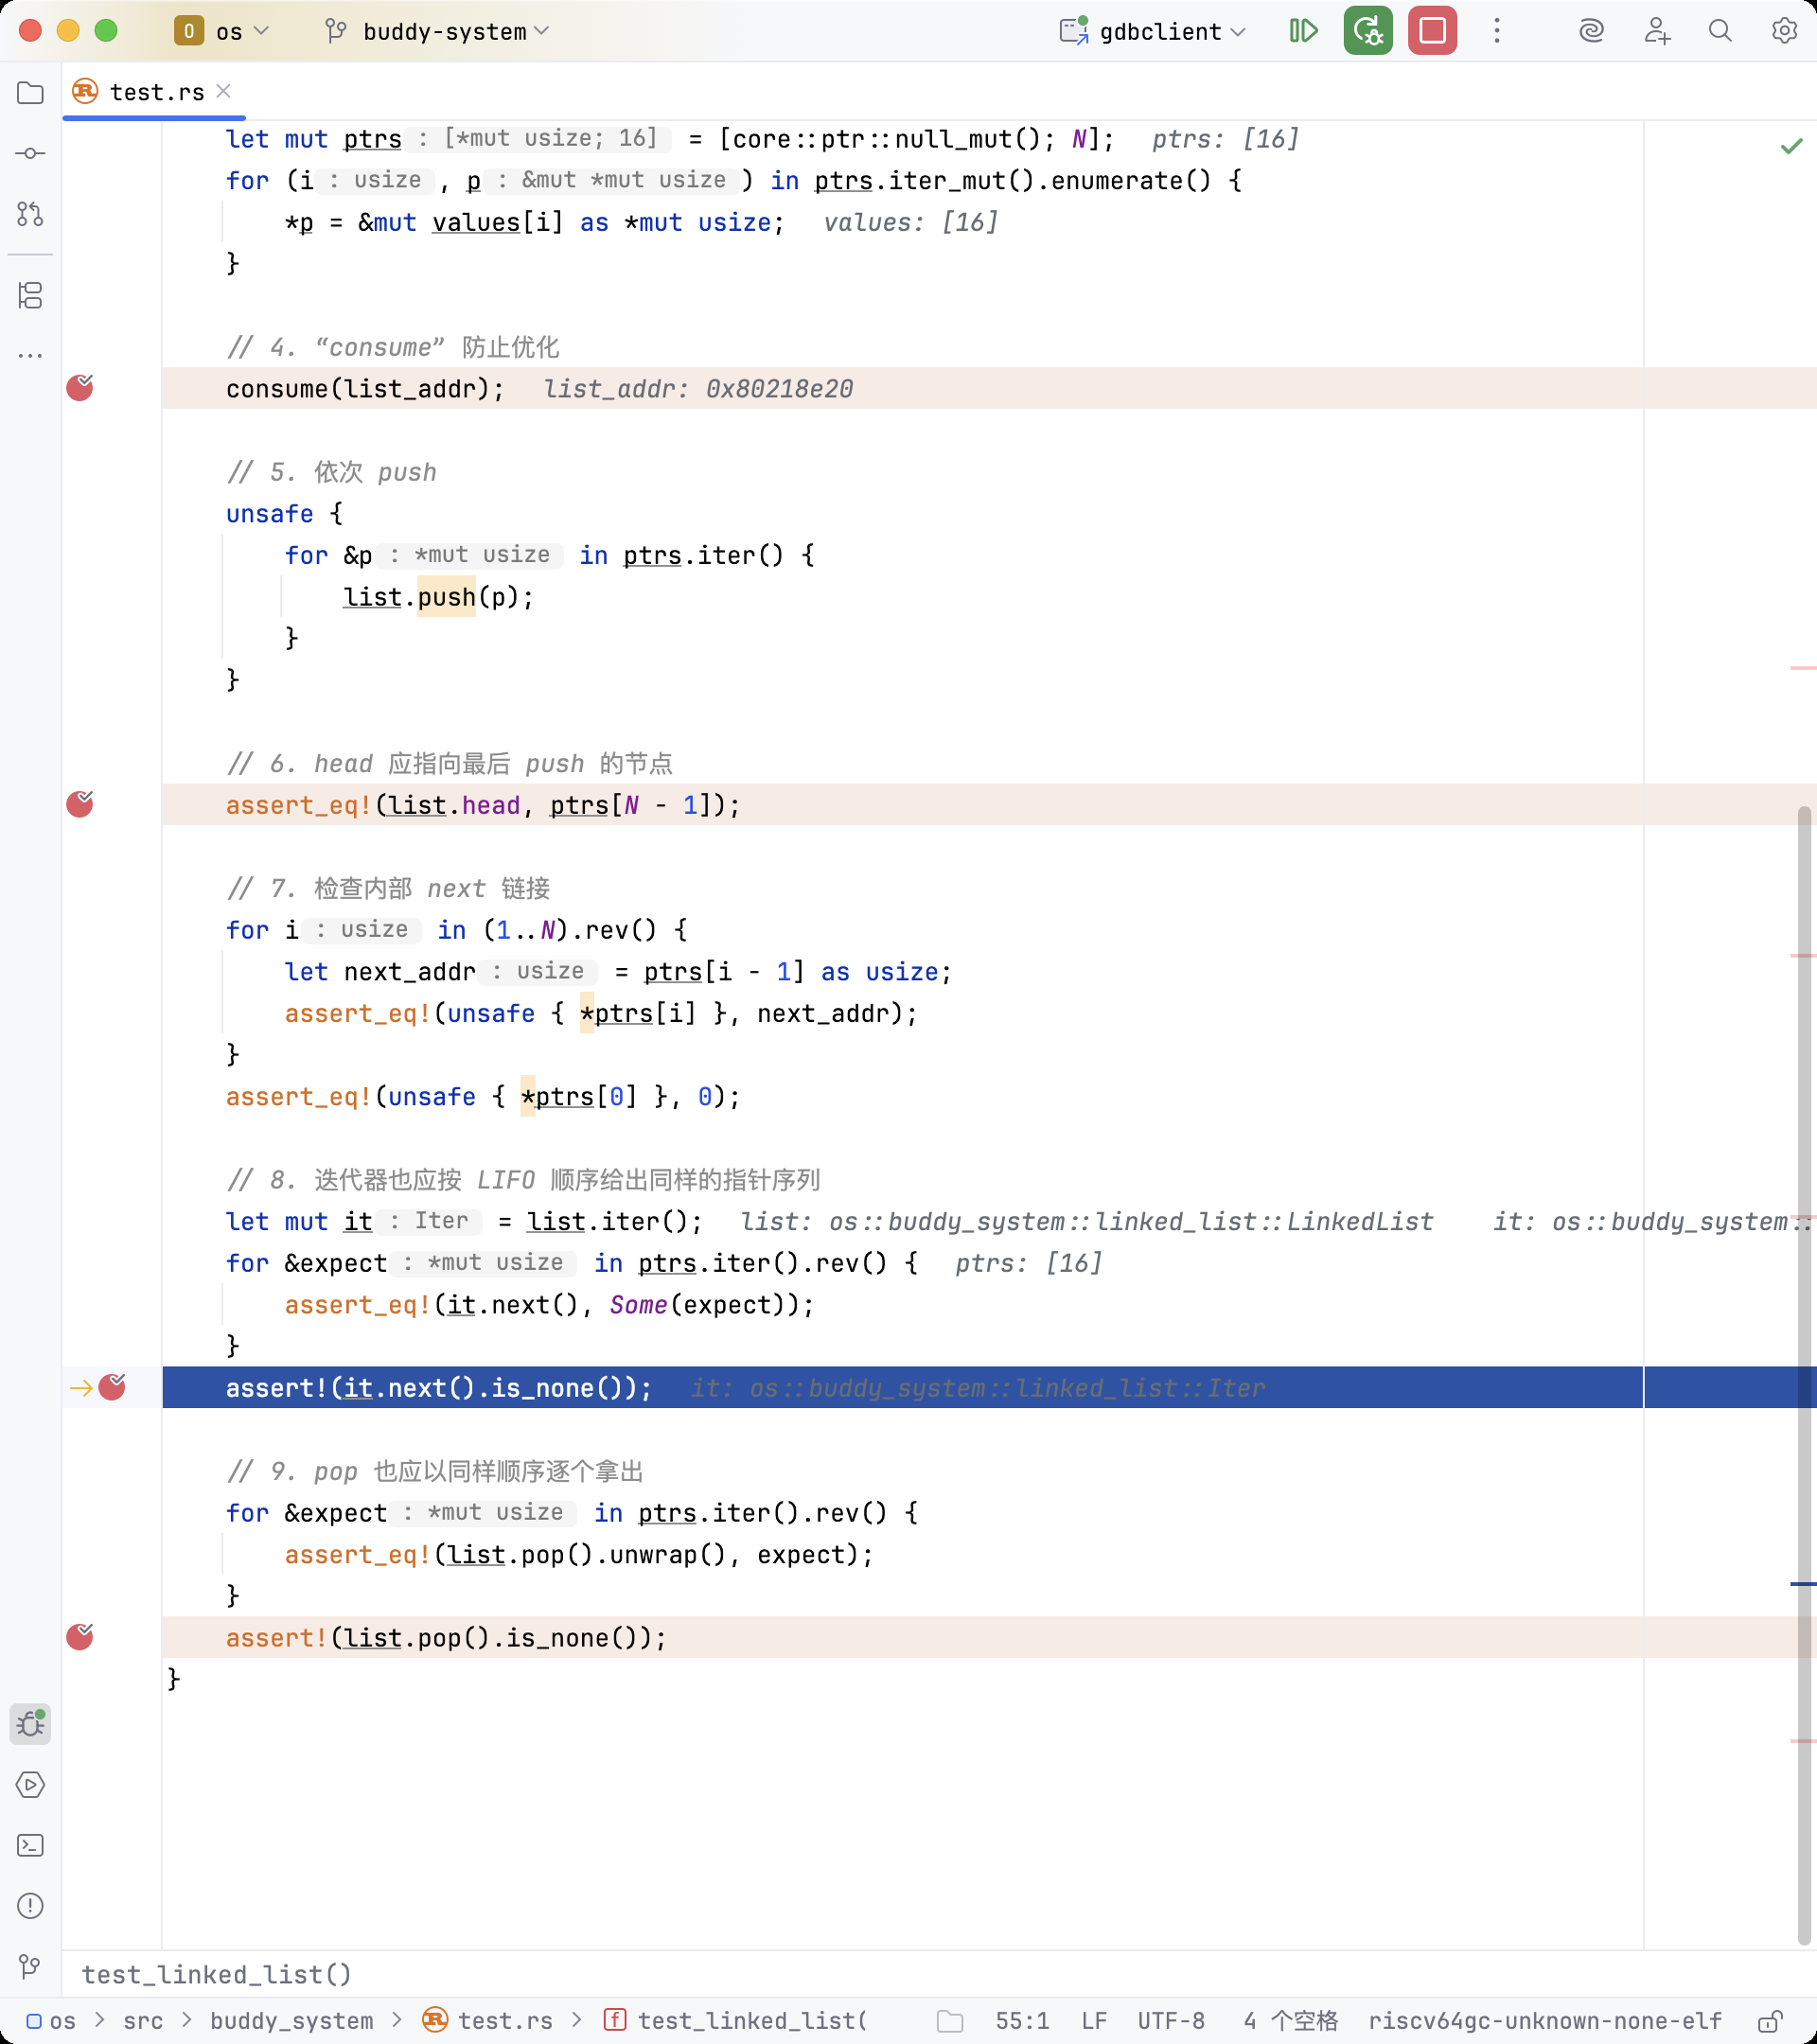 O os buddy-system gdbclient
test.rs
let mut ptrs : [*mut usize; 16] = [core::ptr::null_mut(); N]; ptrs: [16]
for (i : usize , p : &mut *mut usize ) in ptrs.iter_mut().enumerate() {
*p = &mut values[i] as *mut usize; values: [16]
}
// 4. “consume” 防止优化
consume(list_addr); list_addr: 0x80218e20
// 5. 依次 push
unsafe {
for &p : *mut usize in ptrs.iter() {
list.push(p);
}
}
// 6. head 应指向最后 push 的节点
assert_eq!(list.head, ptrs[N - 1]);
// 7. 检查内部 next 链接
for i : usize in (1..N).rev() {
let next_addr : usize = ptrs[i - 1] as usize;
assert_eq!(unsafe { *ptrs[i] }, next_addr);
}
assert_eq!(unsafe { *ptrs[0] }, 0);
// 8. 迭代器也应按 LIFO 顺序给出同样的指针序列
let mut it : Iter = list.iter(); list: os::buddy_system::linked_list::LinkedList it: os::buddy_system::
for &expect : *mut usize in ptrs.iter().rev() { ptrs: [16]
assert_eq!(it.next(), Some(expect));
}
assert!(it.next().is_none()); it: os::buddy_system::linked_list::Iter
// 9. pop 也应以同样顺序逐个拿出
for &expect : *mut usize in ptrs.iter().rev() {
assert_eq!(list.pop().unwrap(), expect);
}
assert!(list.pop().is_none());
}
test_linked_list()
os > src > buddy_system > test.rs > f test_linked_list( 55:1 LF UTF-8 4 个空格 riscv64gc-unknown-none-elf